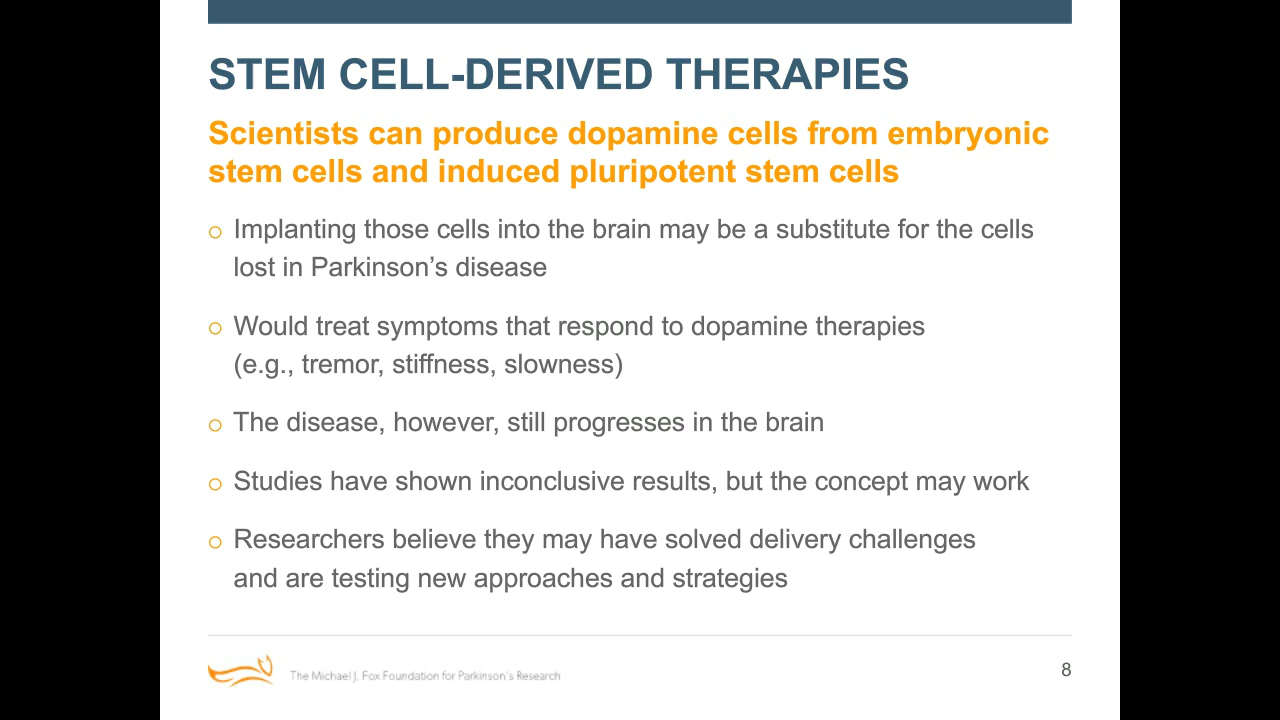 STEM CELL-DERIVED THERAPIES
Scientists can produce dopamine cells from embryonic
stem cells and induced pluripotent stem cells
o Implanting those cells into the brain may be a substitute for the cells
lost in Parkinson’s disease
o Would treat symptoms that respond to dopamine therapies
(e.g., tremor, stiffness, slowness)
o The disease, however, still progresses in the brain
o Studies have shown inconclusive results, but the concept may work
o Researchers believe they may have solved delivery challenges
and are testing new approaches and strategies
The Michael J. Fox Foundation for Parkinson's Research
8